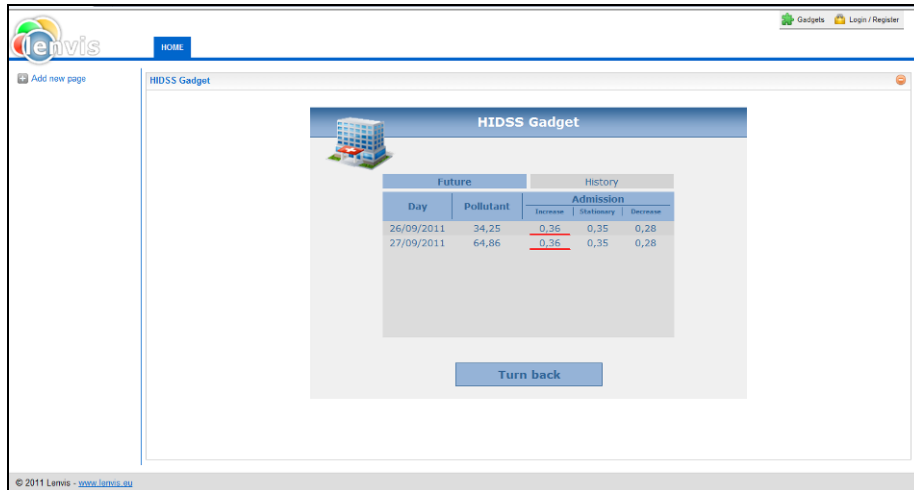 Gadgets Login / Register
lenvis
HOME
Add new page
HIDSS Gadget
HIDSS Gadget
Future History
Day Pollutant Admission
Increase Stationary Decrease
26/09/2011 34,25 0,36 0,35 0,28
27/09/2011 64,86 0,36 0,35 0,28
Turn back
© 2011 Lenvis - www.lenvis.eu